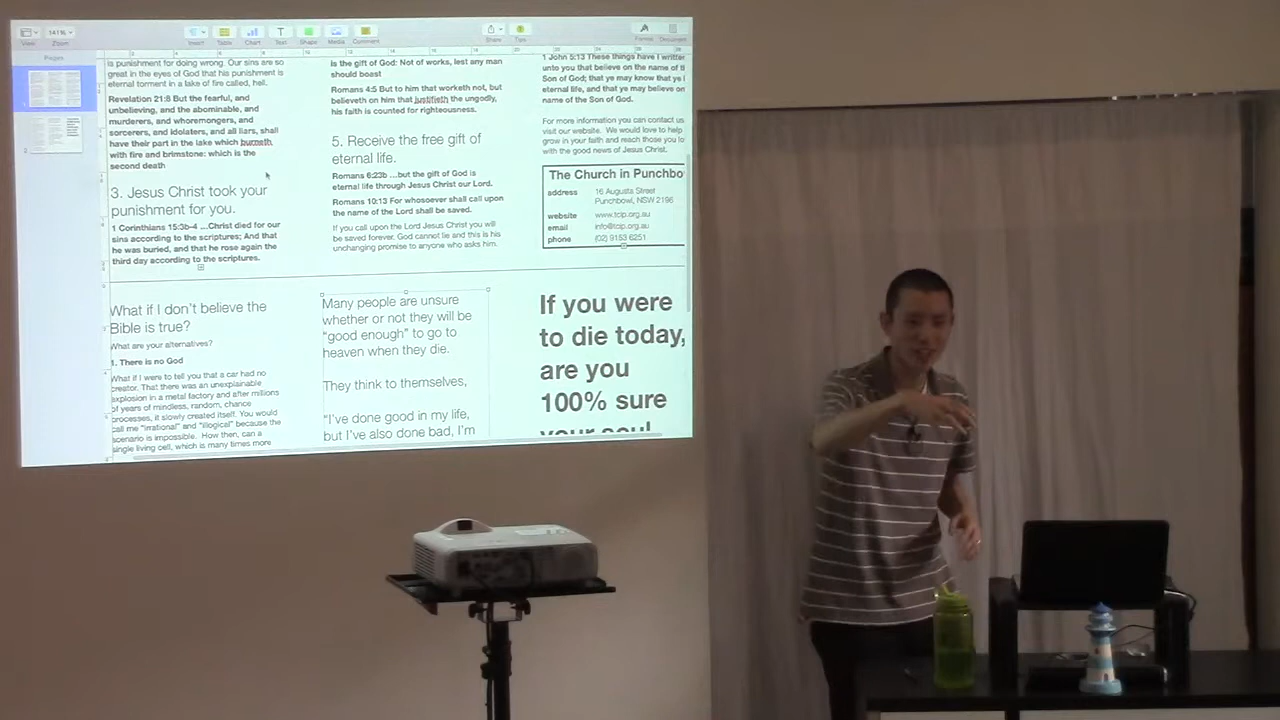 141%
View
Zoom
Insert
Table
Chart
Text
Shape
Media
Comment
Share
Tips
Format
Document
Pages
is punishment for doing wrong. Our sins are so
great in the eyes of God that his punishment is
eternal torment in a lake of fire called, hell.
Revelation 21:8 But the fearful, and
unbelieving, and the abominable, and
murderers, and whoremongers, and
sorcerers, and idolaters, and all liars, shall
have their part in the lake which burneth
with fire and brimstone: which is the
second death
3. Jesus Christ took your
punishment for you.
1 Corinthians 15:3b-4 ...Christ died for our
sins according to the scriptures; And that
he was buried, and that he rose again the
third day according to the scriptures.
is the gift of God: Not of works, lest any man
should boast
Romans 4:5 But to him that worketh not, but
believeth on him that justifieth the ungodly,
his faith is counted for righteousness.
5. Receive the free gift of
eternal life.
Romans 6:23b ...but the gift of God is
eternal life through Jesus Christ our Lord.
Romans 10:13 For whosoever shall call upon
the name of the Lord shall be saved.
If you call upon the Lord Jesus Christ you will
be saved forever. God cannot lie and this is his
unchanging promise to anyone who asks him.
1 John 5:13 These things have I written
unto you that believe on the name of t
Son of God; that ye may know that ye
eternal life, and that ye may believe on
name of the Son of God.
For more information you can contact us
visit our website. We would love to help
grow in your faith and reach those you lo
with the good news of Jesus Christ.
The Church in Punchbo
address 16 Augusta Street
Punchbowl, NSW 2196
website www.tcip.org.au
email info@tcip.org.au
phone (02) 9153 6251
What if I don't believe the
Bible is true?
What are your alternatives?
1. There is no God
What if I were to tell you that a car had no
creator. That there was an unexplainable
explosion in a metal factory and after millions
of years of mindless, random, chance
processes, it slowly created itself. You would
call me "irrational" and "illogical" because the
scenario is impossible. How then, can a
single living cell, which is many times more
Many people are unsure
whether or not they will be
"good enough" to go to
heaven when they die.
They think to themselves,
"I've done good in my life,
but I've also done bad, I'm
If you were
to die today,
are you
100% sure
your soul